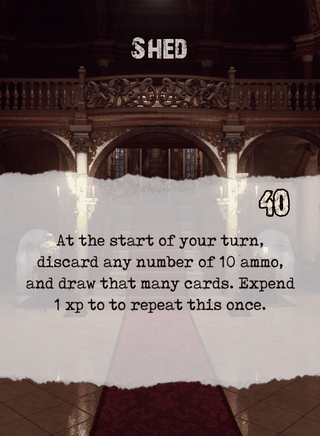 SHED
40
At the start of your turn,
discard any number of 10 ammo,
and draw that many cards. Expend
1 xp to to repeat this once.